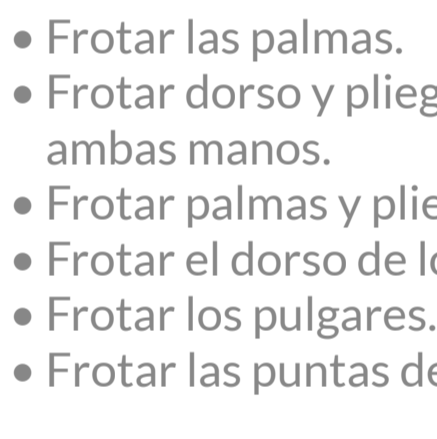 • Frotar las palmas.
• Frotar dorso y plieg
ambas manos.
• Frotar palmas y plie
• Frotar el dorso de lo
• Frotar los pulgares.
• Frotar las puntas de